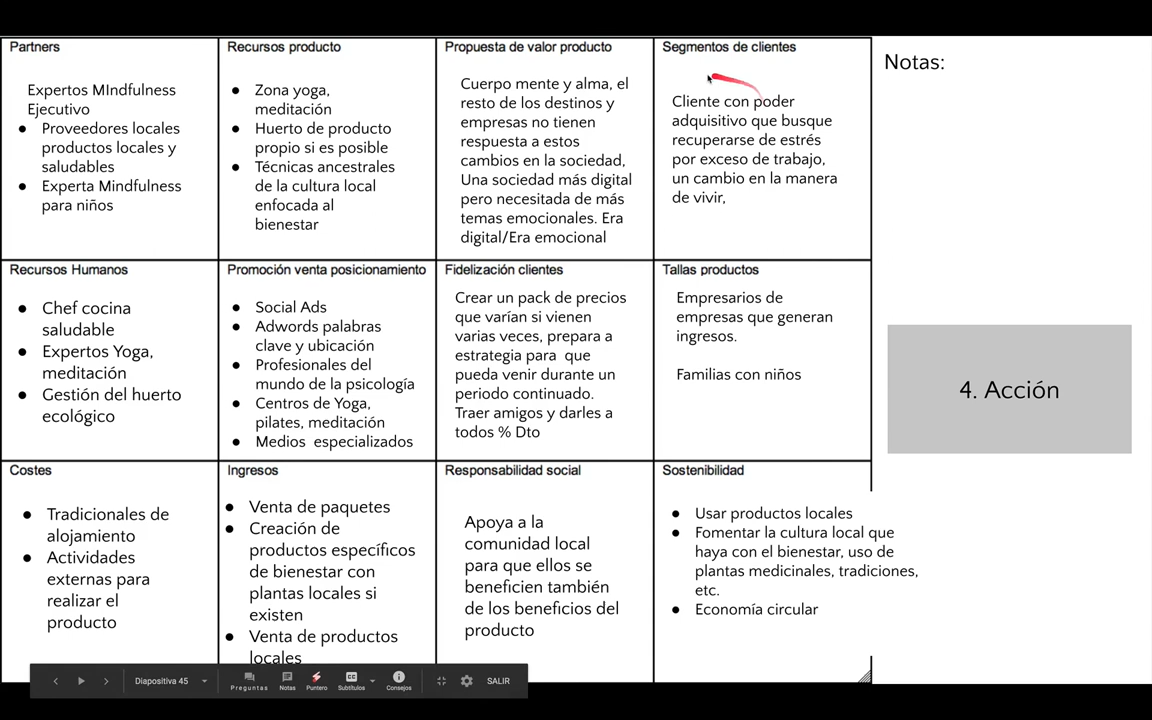 Partners
Expertos MIndfulness
Ejecutivo
● Proveedores locales
productos locales y
saludables
● Experta Mindfulness
para niños
Recursos producto
● Zona yoga,
meditación
● Huerto de producto
propio si es posible
● Técnicas ancestrales
de la cultura local
enfocada al
bienestar
Propuesta de valor producto
Cuerpo mente y alma, el
resto de los destinos y
empresas no tienen
respuesta a estos
cambios en la sociedad,
Una sociedad más digital
pero necesitada de más
temas emocionales. Era
digital/Era emocional
Segmentos de clientes
Cliente con poder
adquisitivo que busque
recuperarse de estrés
por exceso de trabajo,
un cambio en la manera
de vivir,
Notas:
Recursos Humanos
● Chef cocina
saludable
● Expertos Yoga,
meditación
● Gestión del huerto
ecológico
Promoción venta posicionamiento
● Social Ads
● Adwords palabras
clave y ubicación
● Profesionales del
mundo de la psicología
● Centros de Yoga,
pilates, meditación
● Medios especializados
Fidelización clientes
Crear un pack de precios
que varían si vienen
varias veces, prepara a
estrategia para que
pueda venir durante un
periodo continuado.
Traer amigos y darles a
todos % Dto
Tallas productos
Empresarios de
empresas que generan
ingresos.
Familias con niños
4. Acción
Costes
● Tradicionales de
alojamiento
● Actividades
externas para
realizar el
producto
Ingresos
● Venta de paquetes
● Creación de
productos específicos
de bienestar con
plantas locales si
existen
● Venta de productos
locales
Responsabilidad social
Apoya a la
comunidad local
para que ellos se
beneficien también
de los beneficios del
producto
Sostenibilidad
● Usar productos locales
● Fomentar la cultura local que
haya con el bienestar, uso de
plantas medicinales, tradiciones,
etc.
● Economía circular
Diapositiva 45
Preguntas
Notas
Puntero
Subtítulos
Consejos
SALIR